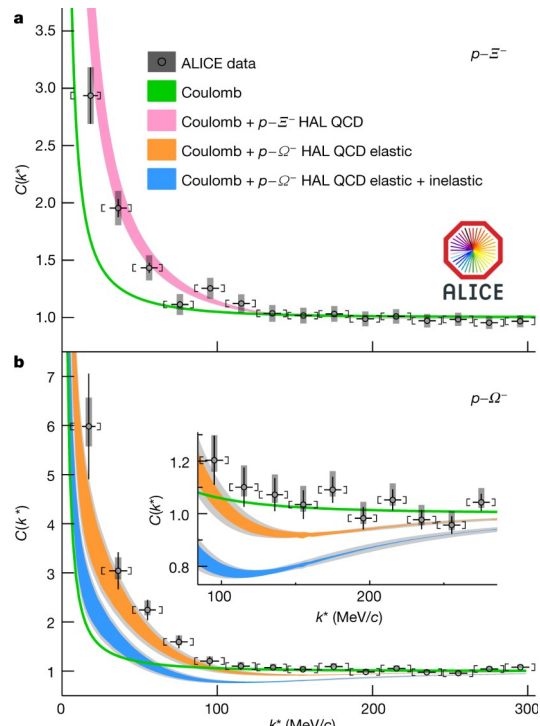 a
p–Ξ⁻
ALICE data
Coulomb
Coulomb + p–Ξ⁻ HAL QCD
Coulomb + p–Ω⁻ HAL QCD elastic
Coulomb + p–Ω⁻ HAL QCD elastic + inelastic
ALICE
C(k*)
3.5
3.0
2.5
2.0
1.5
1.0
b
p–Ω⁻
C(k*)
7
6
5
4
3
2
1
C(k*)
1.2
1.0
0.8
100
200
k* (MeV/c)
0
100
200
300
k* (MeV/c)